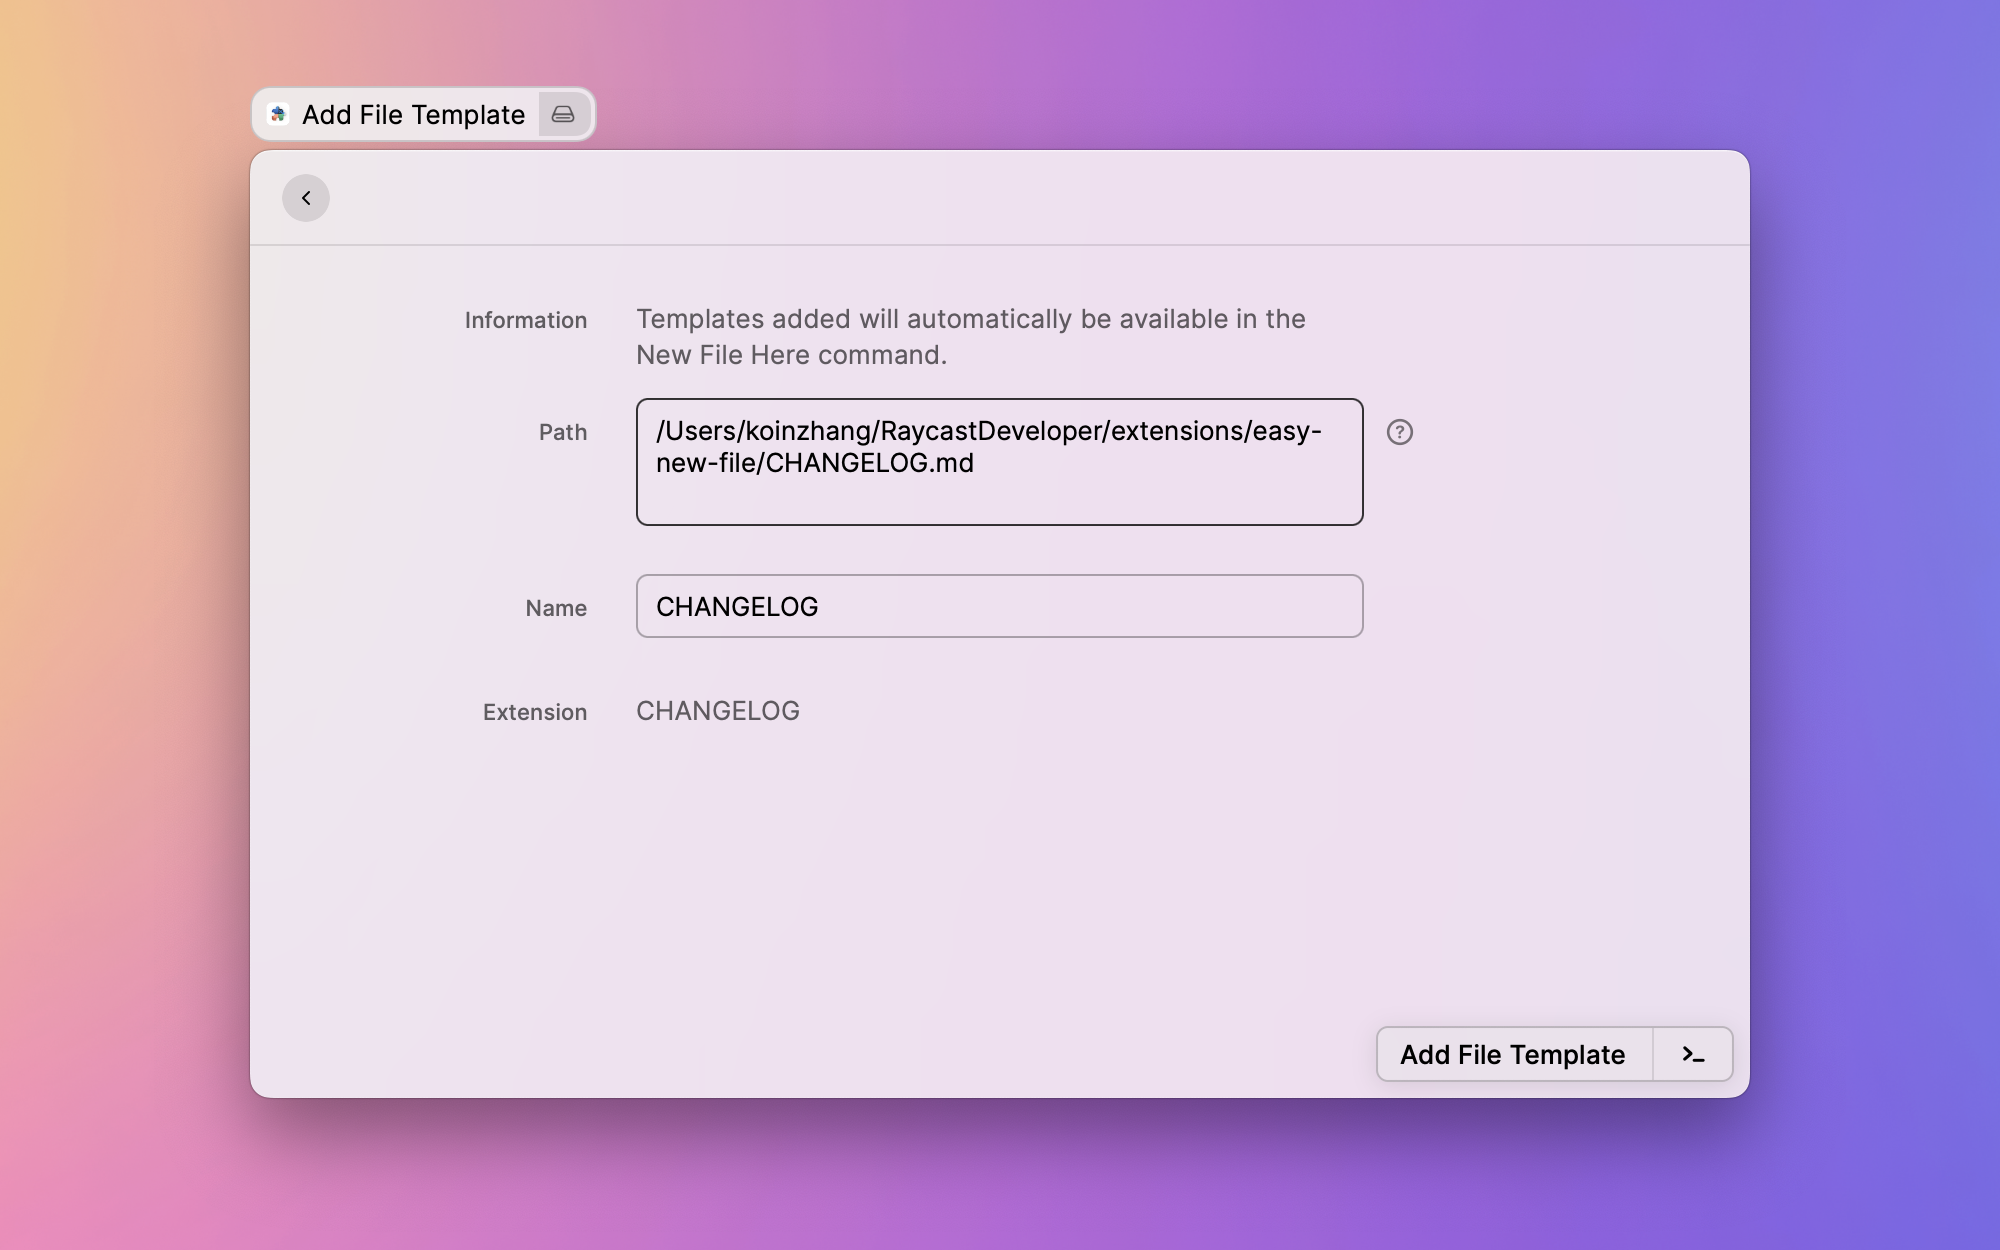 Add File Template
Information
Templates added will automatically be available in the
New File Here command.
Path
/Users/koinzhang/RaycastDeveloper/extensions/easy-
new-file/CHANGELOG.md
Name
CHANGELOG
Extension
CHANGELOG
Add File Template